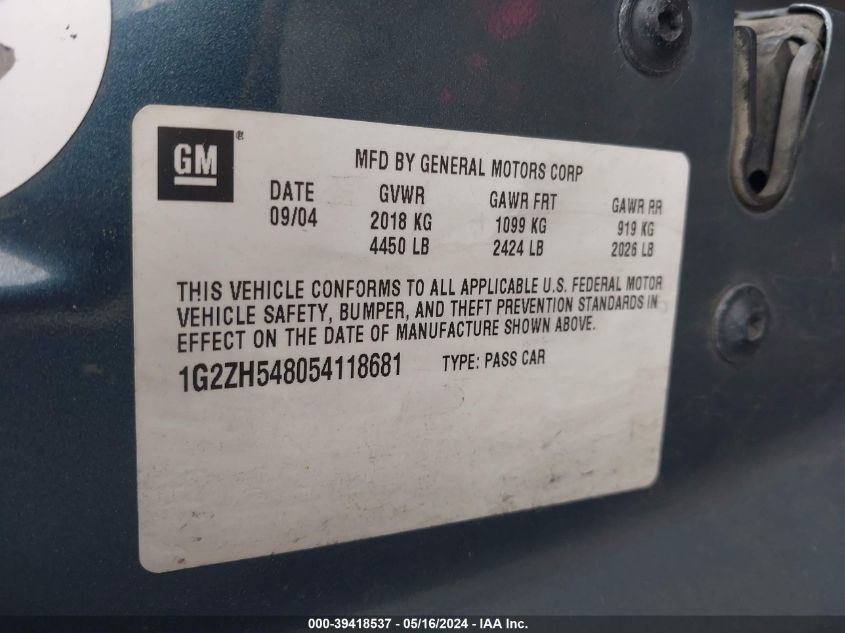 GM ®
MFD BY GENERAL MOTORS CORP
DATE GVWR GAWR FRT GAWR RR
09/04 2018 KG 1099 KG 919 KG
4450 LB 2424 LB 2026 LB
THIS VEHICLE CONFORMS TO ALL APPLICABLE U.S. FEDERAL MOTOR
VEHICLE SAFETY, BUMPER, AND THEFT PREVENTION STANDARDS IN
EFFECT ON THE DATE OF MANUFACTURE SHOWN ABOVE.
1G2ZH548054118681 TYPE: PASS CAR
000-39418537 - 05/16/2024 - IAA Inc.